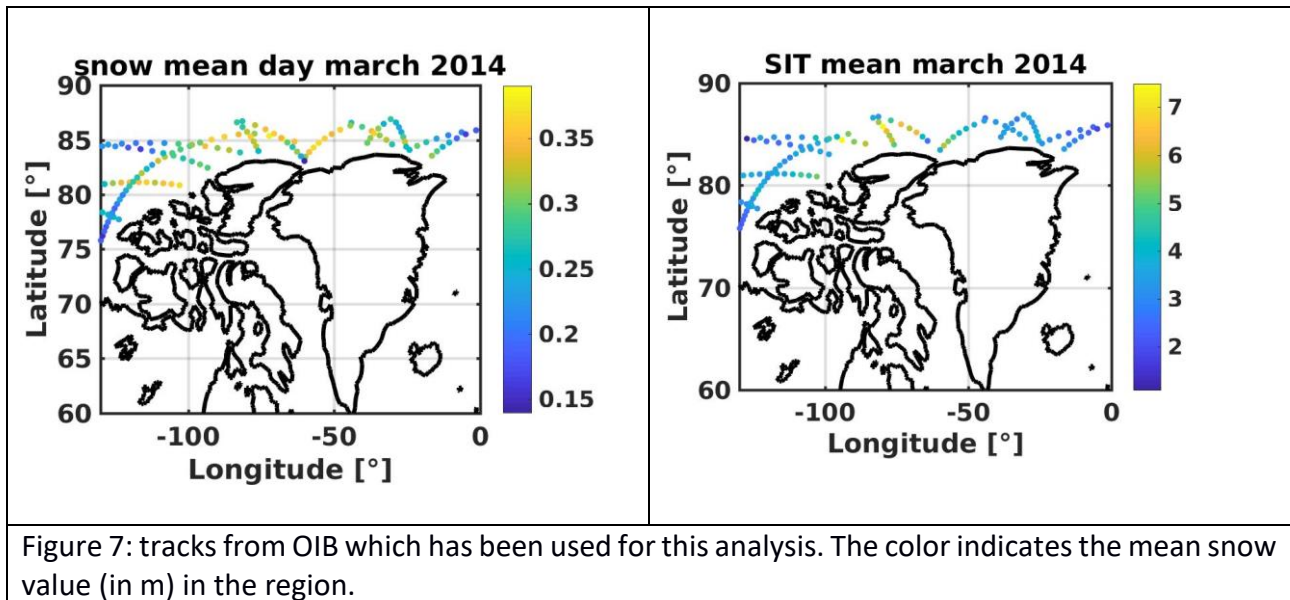 snow mean day march 2014
90
85
80
75
70
65
60
Latitude [°]
-100 -50 0
Longitude [°]
0.35
0.3
0.25
0.2
0.15
SIT mean march 2014
90
80
70
60
Latitude [°]
-100 -50 0
Longitude [°]
7
6
5
4
3
2
Figure 7: tracks from OIB which has been used for this analysis. The color indicates the mean snow
value (in m) in the region.